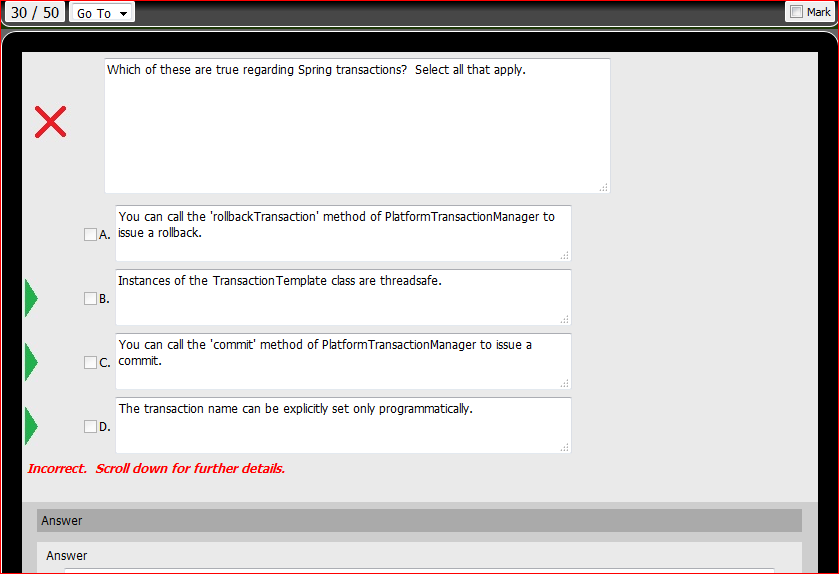 30 / 50
Go To
Mark
Which of these are true regarding Spring transactions?  Select all that apply.
A.
You can call the 'rollbackTransaction' method of PlatformTransactionManager to
issue a rollback.
B.
Instances of the TransactionTemplate class are threadsafe.
C.
You can call the 'commit' method of PlatformTransactionManager to issue a
commit.
D.
The transaction name can be explicitly set only programmatically.
Incorrect.  Scroll down for further details.
Answer
Answer